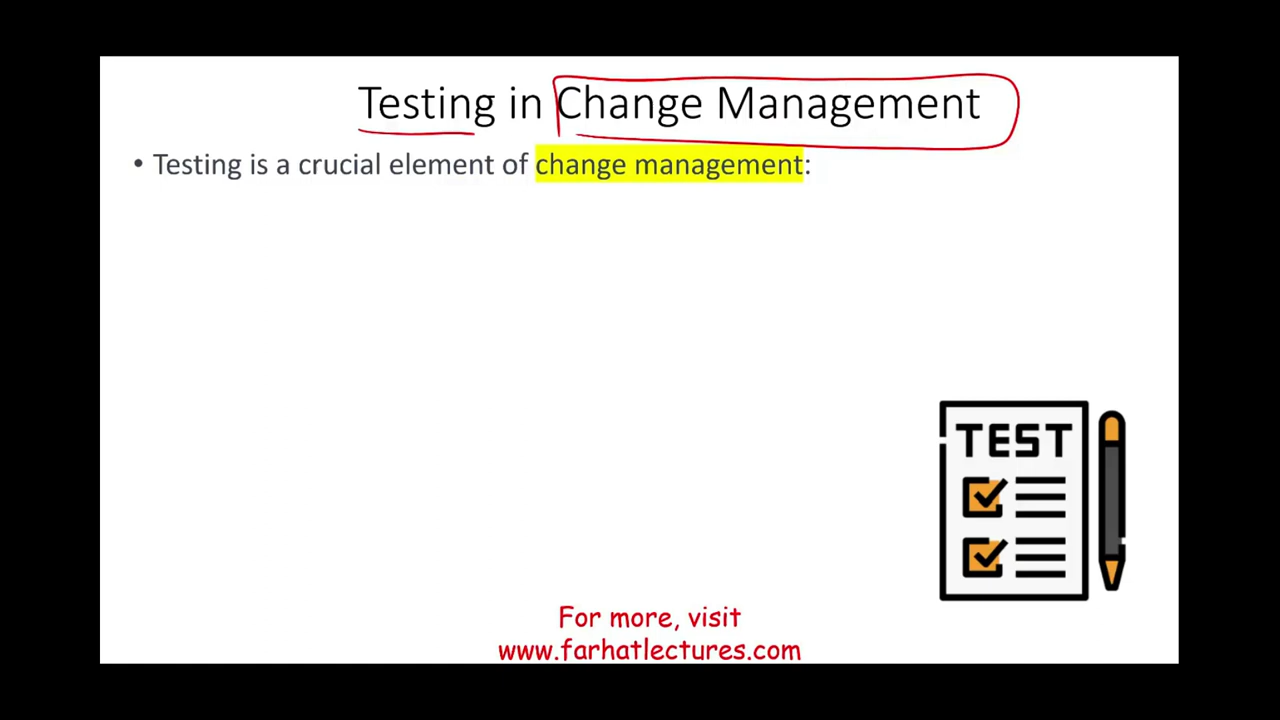 Testing in Change Management
• Testing is a crucial element of change management:
TEST
For more, visit
www.farhatlectures.com